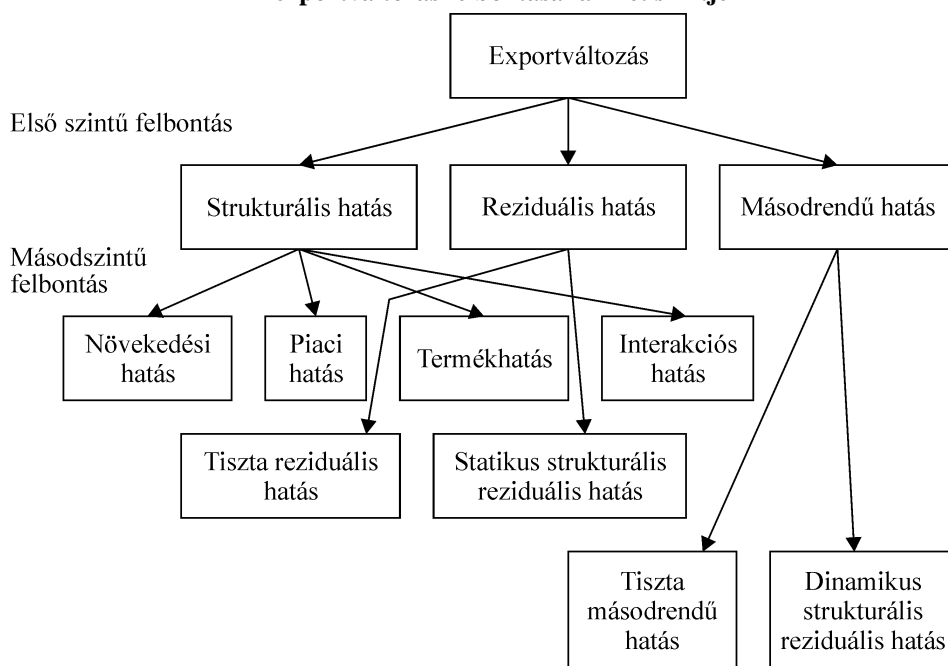 Exportváltozás
Első szintű felbontás
Strukturális hatás
Reziduális hatás
Másodrendű hatás
Másodszintű
felbontás
Növekedési
hatás
Piaci
hatás
Termékhatás
Interakciós
hatás
Tiszta reziduális
hatás
Statikus strukturális
reziduális hatás
Tiszta
másodrendű
hatás
Dinamikus
strukturális
reziduális hatás